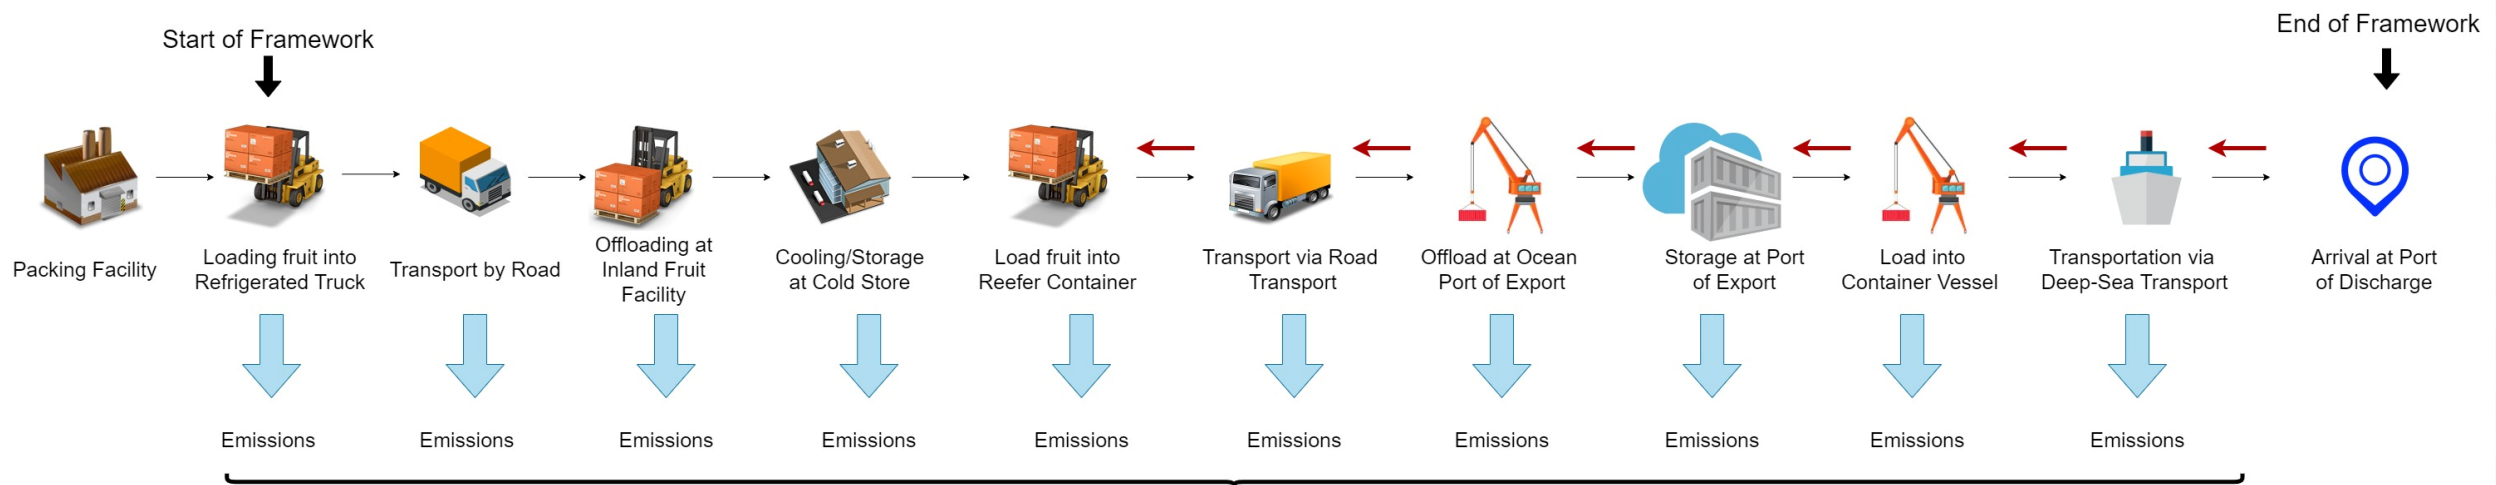 Start of Framework
End of Framework
Packing Facility
Loading fruit into
Refrigerated Truck
Transport by Road
Offloading at
Inland Fruit
Facility
Cooling/Storage
at Cold Store
Load fruit into
Reefer Container
Transport via Road
Transport
Offload at Ocean
Port of Export
Storage at Port
of Export
Load into
Container Vessel
Transportation via
Deep-Sea Transport
Arrival at Port
of Discharge
Emissions
Emissions
Emissions
Emissions
Emissions
Emissions
Emissions
Emissions
Emissions
Emissions